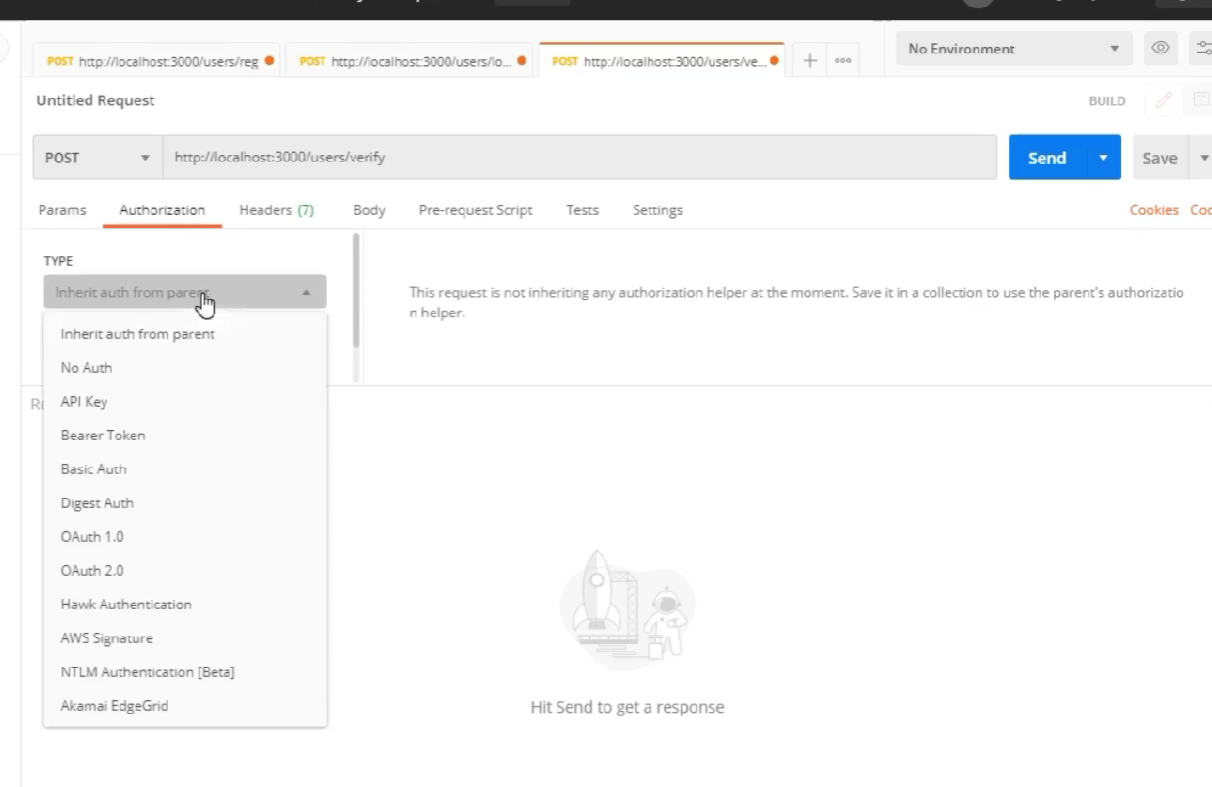 POST http://localhost:3000/users/reg
POST http://localhost:3000/users/lo...
POST http://localhost:3000/users/ve...
No Environment
Untitled Request
BUILD
POST
http://localhost:3000/users/verify
Send
Save
Params
Authorization
Headers (7)
Body
Pre-request Script
Tests
Settings
Cookies
TYPE
Inherit auth from parent
This request is not inheriting any authorization helper at the moment. Save it in a collection to use the parent's authorizatio
n helper.
Inherit auth from parent
No Auth
API Key
Bearer Token
Basic Auth
Digest Auth
OAuth 1.0
OAuth 2.0
Hawk Authentication
AWS Signature
NTLM Authentication [Beta]
Akamai EdgeGrid
Hit Send to get a response